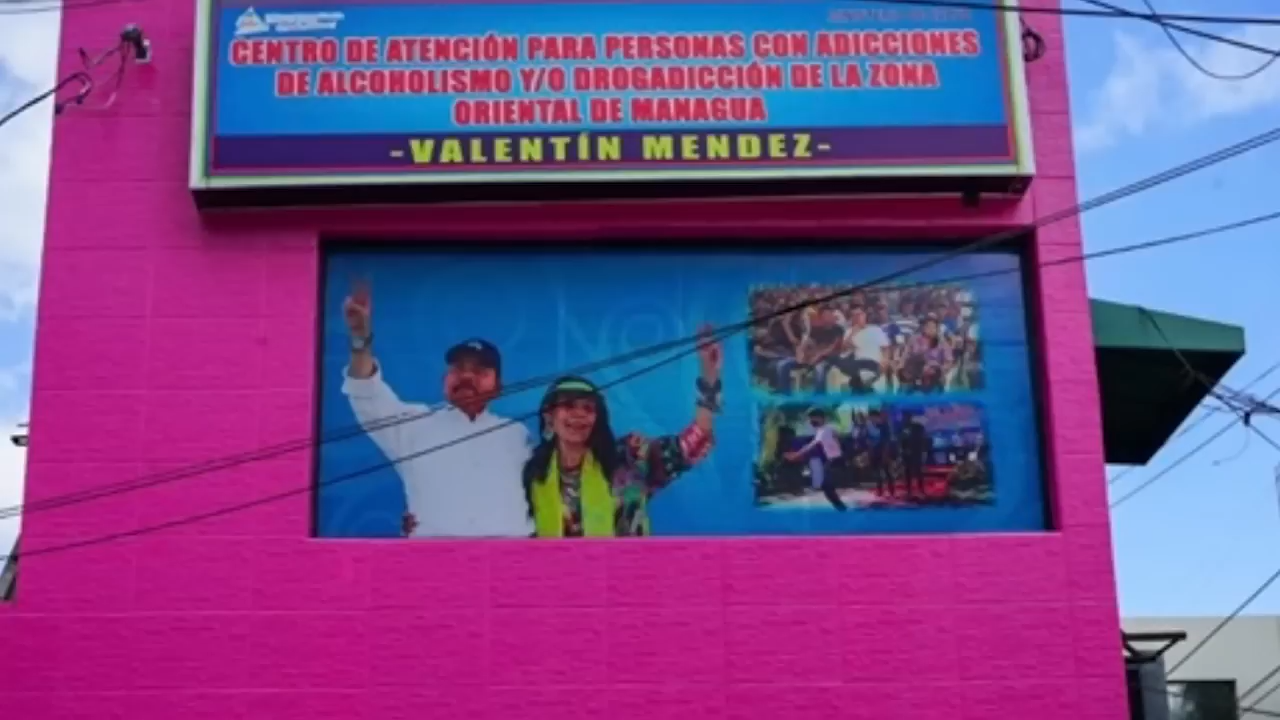 CENTRO DE ATENCIÓN PARA PERSONAS CON ADICCIONES
DE ALCOHOLISMO Y/O DROGADICCIÓN DE LA ZONA
ORIENTAL DE MANAGUA
-VALENTÍN MENDEZ-